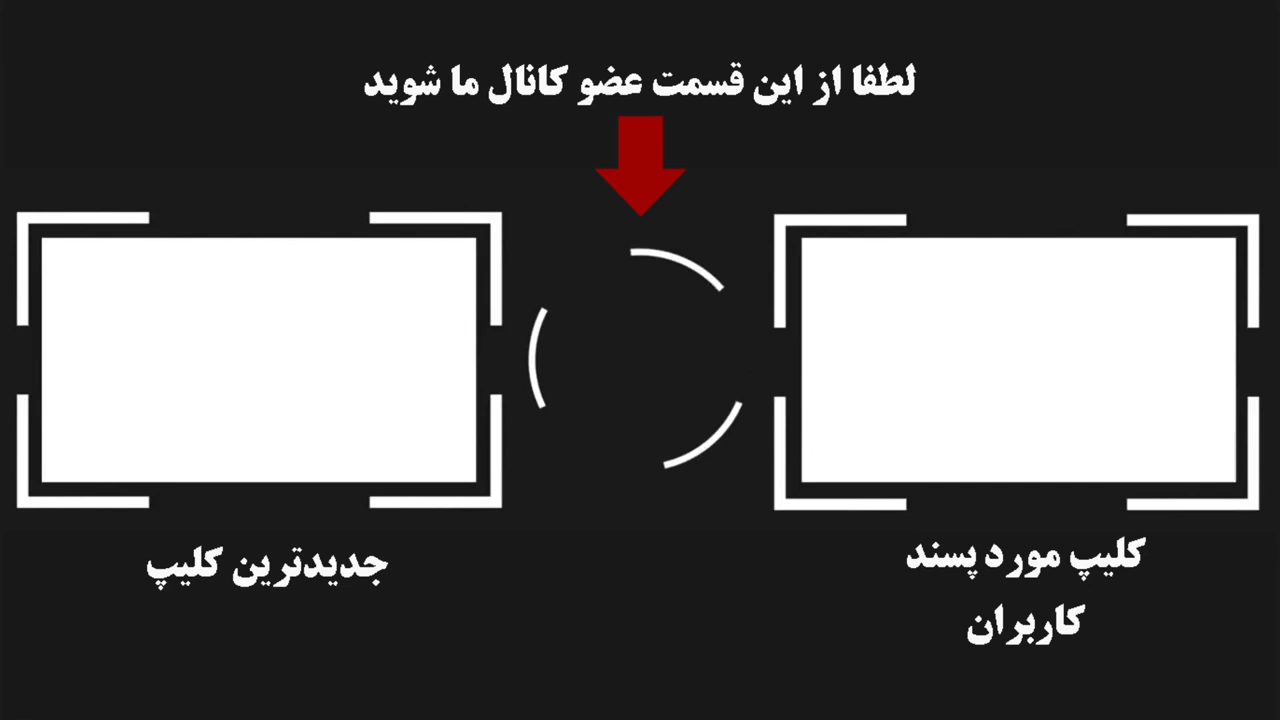 لطفا از این قسمت عضو کانال ما شوید
کلیپ مورد پسند
کاربران
جدیدترین کلیپ